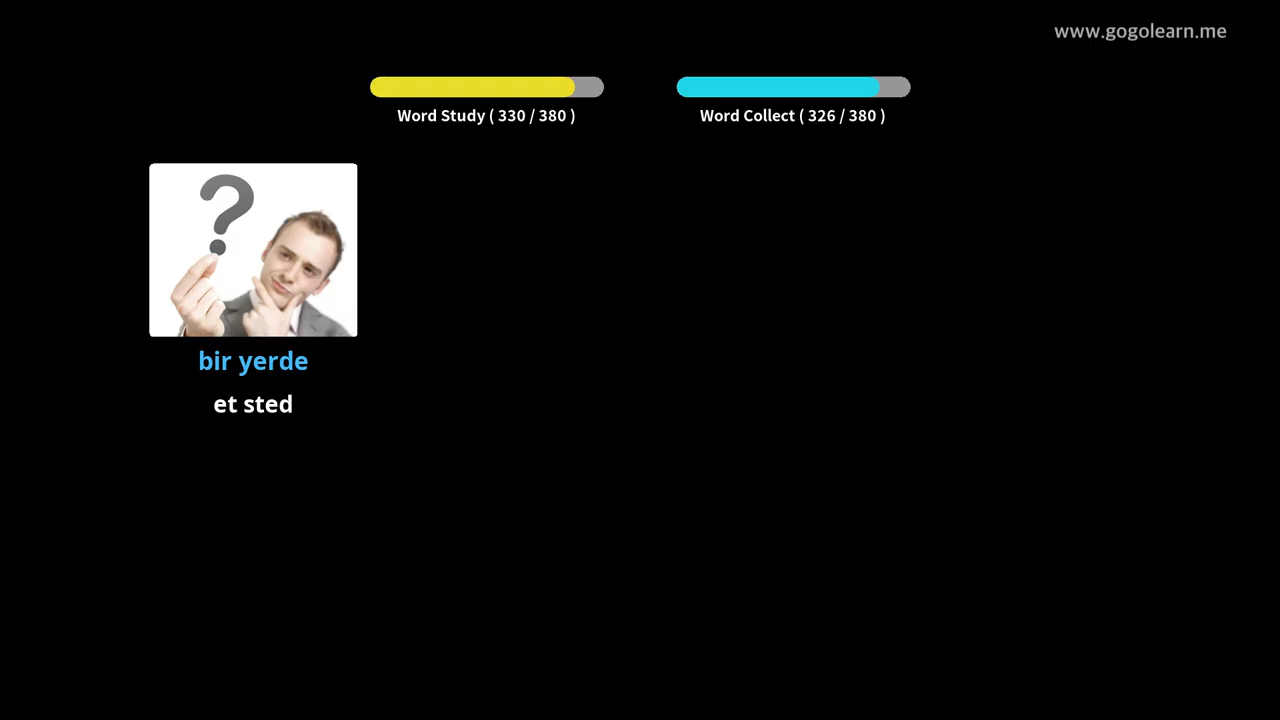 www.gogolearn.me
Word Study ( 330 / 380 )
Word Collect ( 326 / 380 )
?
bir yerde
et sted